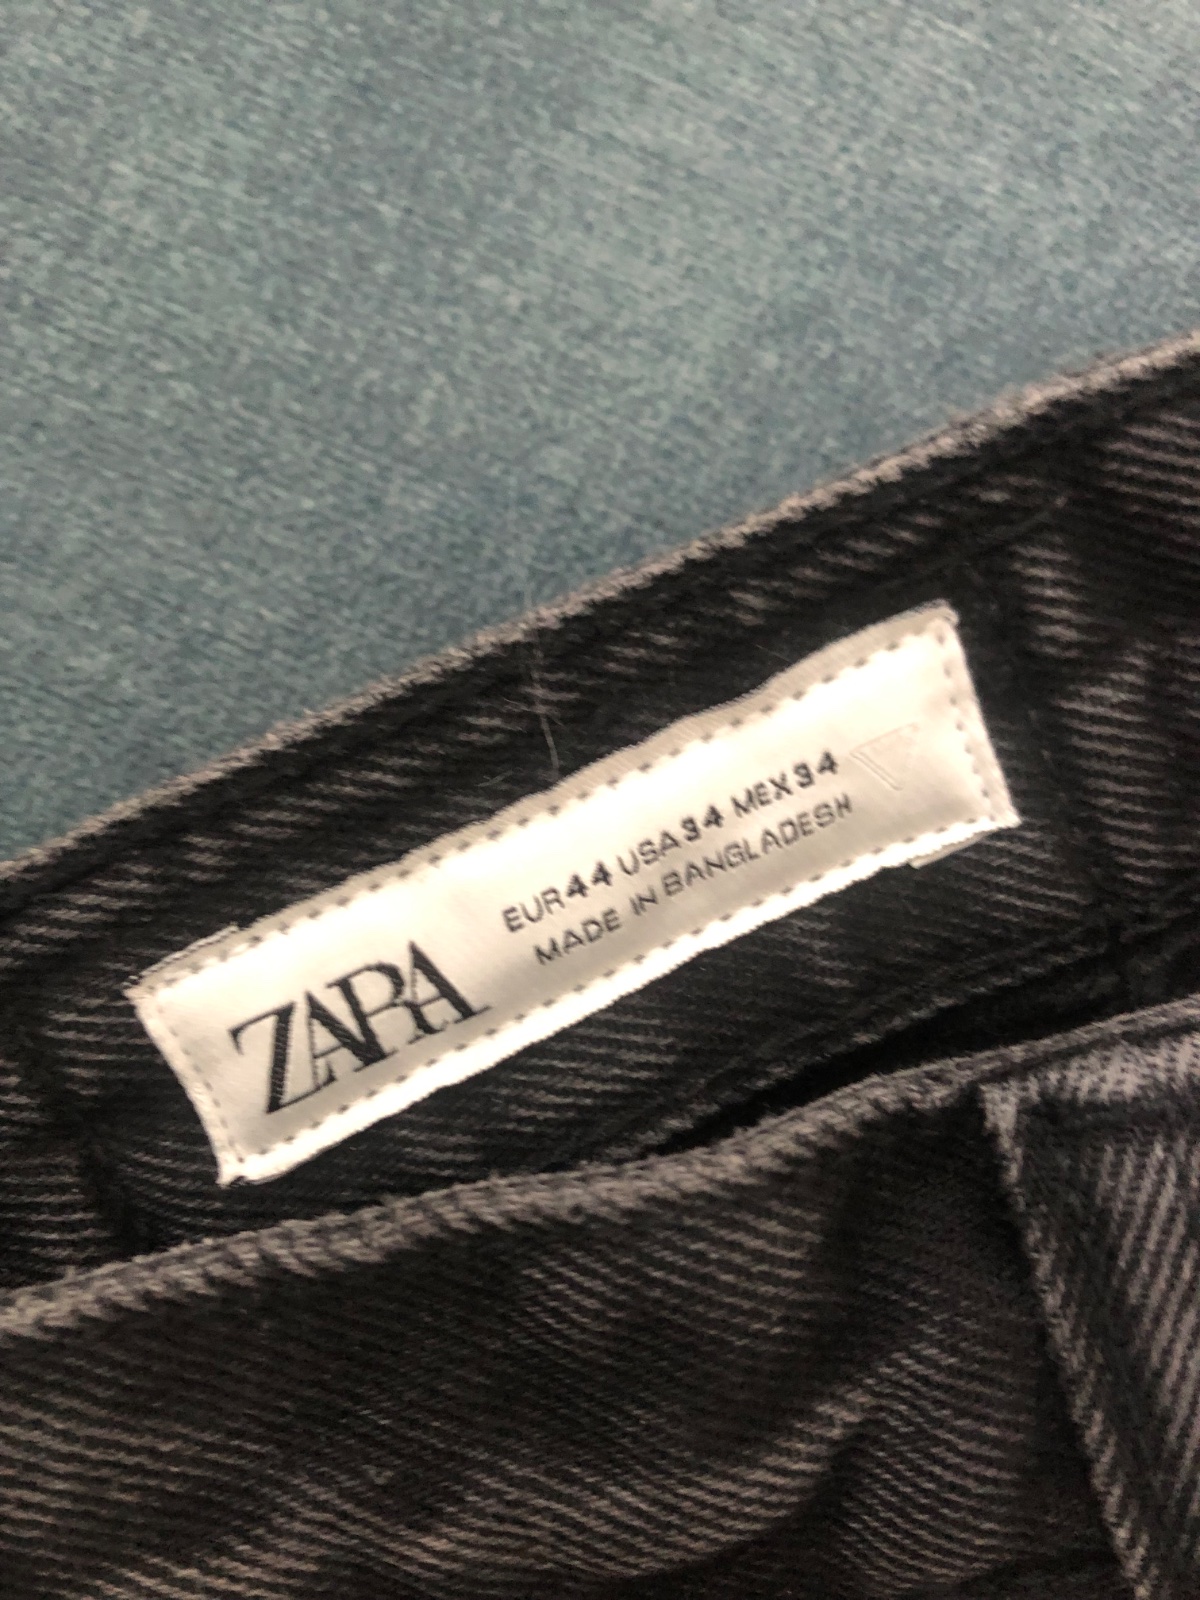 ZARA
EUR 44 USA 34 MEX 34
MADE IN BANGLADESH